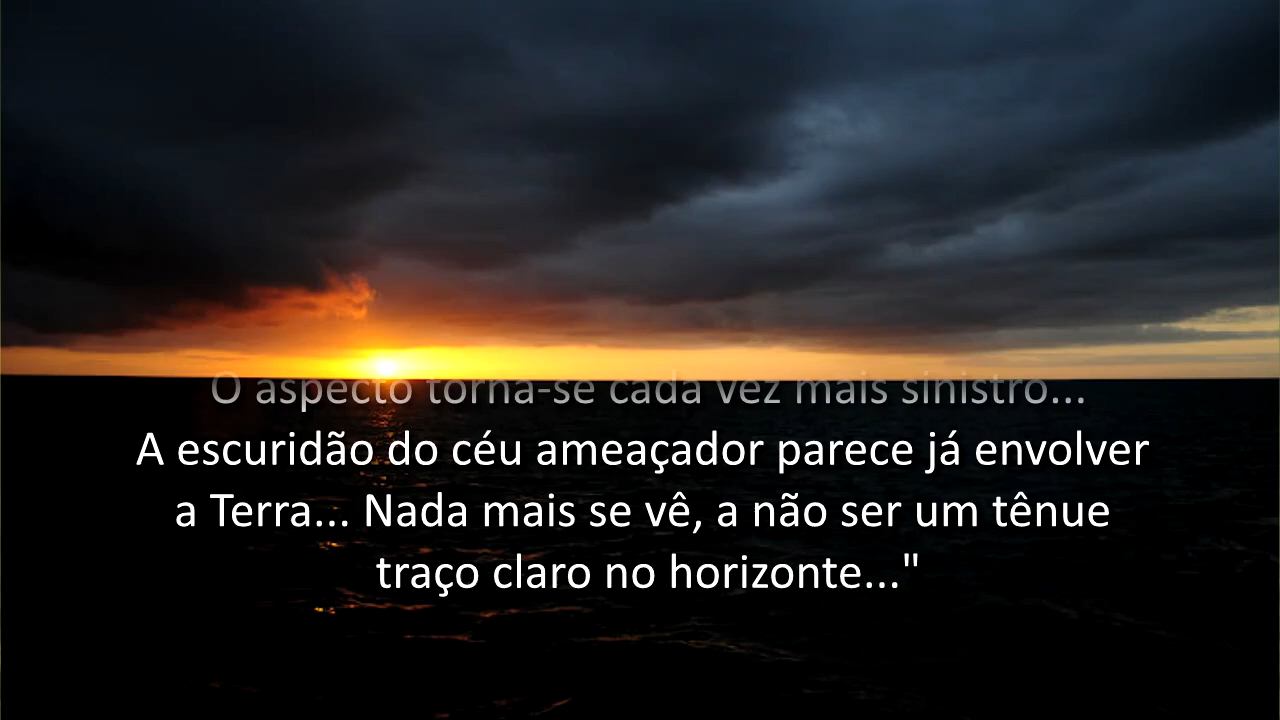 O aspecto torna-se cada vez mais sinistro...
A escuridão do céu ameaçador parece já envolver
a Terra... Nada mais se vê, a não ser um tênue
traço claro no horizonte..."